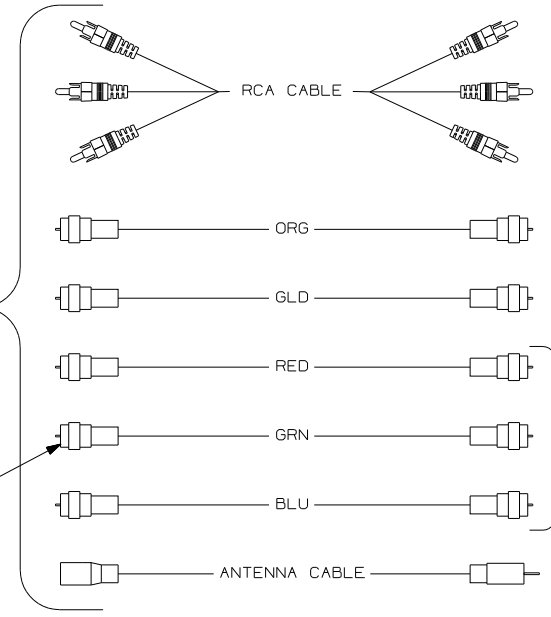 RCA CABLE
ORG
GLD
RED
GRN
BLU
ANTENNA CABLE